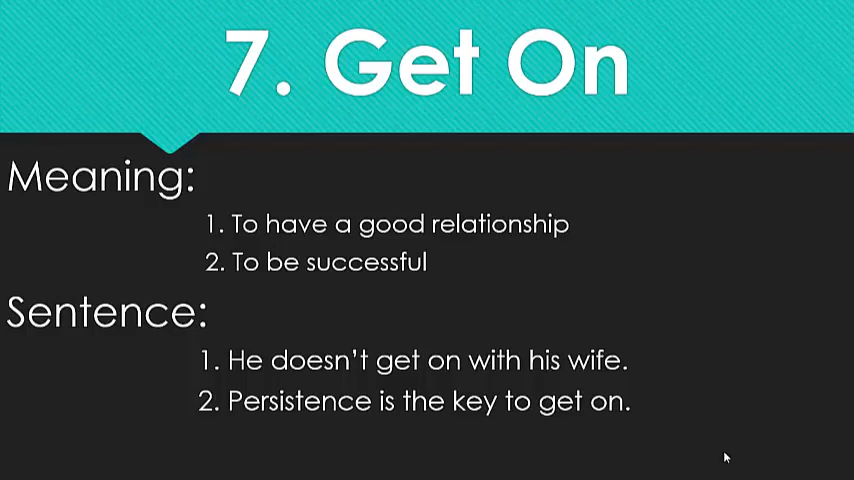 7. Get On
Meaning:
1. To have a good relationship
2. To be successful
Sentence:
1. He doesn't get on with his wife.
2. Persistence is the key to get on.